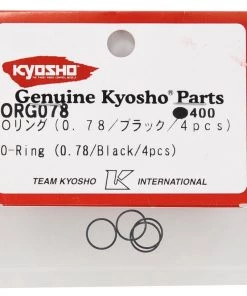 KYOSHO KYOSHO
Genuine Kyosho® Parts
ORG078 400
Oリング(0.78/ブラック/4pcs)
O-Ring (0.78/Black/4pcs)
TEAM KYOSHO K INTERNATIONAL